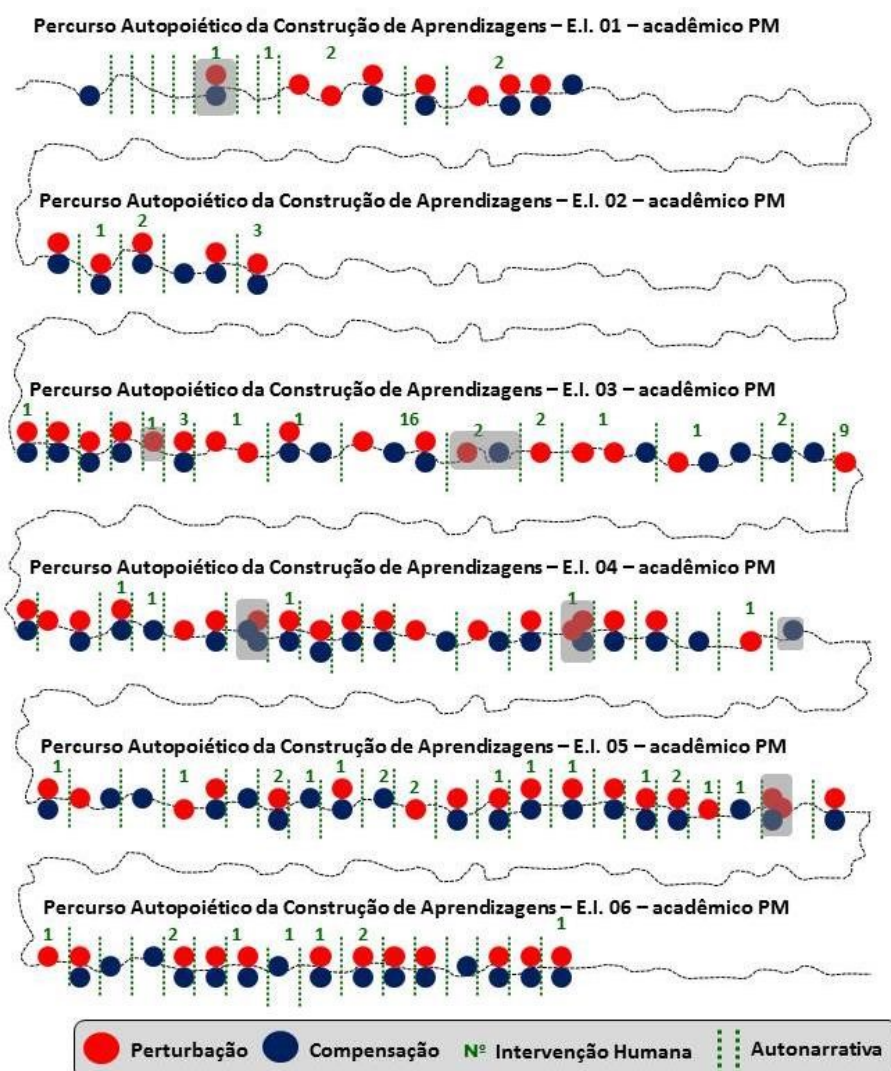 Percurso Autopoiético da Construção de Aprendizagens – E.I. 01 – acadêmico PM
1 1 2 2
Percurso Autopoiético da Construção de Aprendizagens – E.I. 02 – acadêmico PM
1 2 3
Percurso Autopoiético da Construção de Aprendizagens – E.I. 03 – acadêmico PM
1 1 3 1 1 16 2 2 1 1 2 9
Percurso Autopoiético da Construção de Aprendizagens – E.I. 04 – acadêmico PM
1 1 1 1 1
Percurso Autopoiético da Construção de Aprendizagens – E.I. 05 – acadêmico PM
1 1 2 1 1 2 2 1 1 1 1 2 1 1
Percurso Autopoiético da Construção de Aprendizagens – E.I. 06 – acadêmico PM
1 2 1 1 1 2 1
Perturbação Compensação Nº Intervenção Humana Autonarrativa